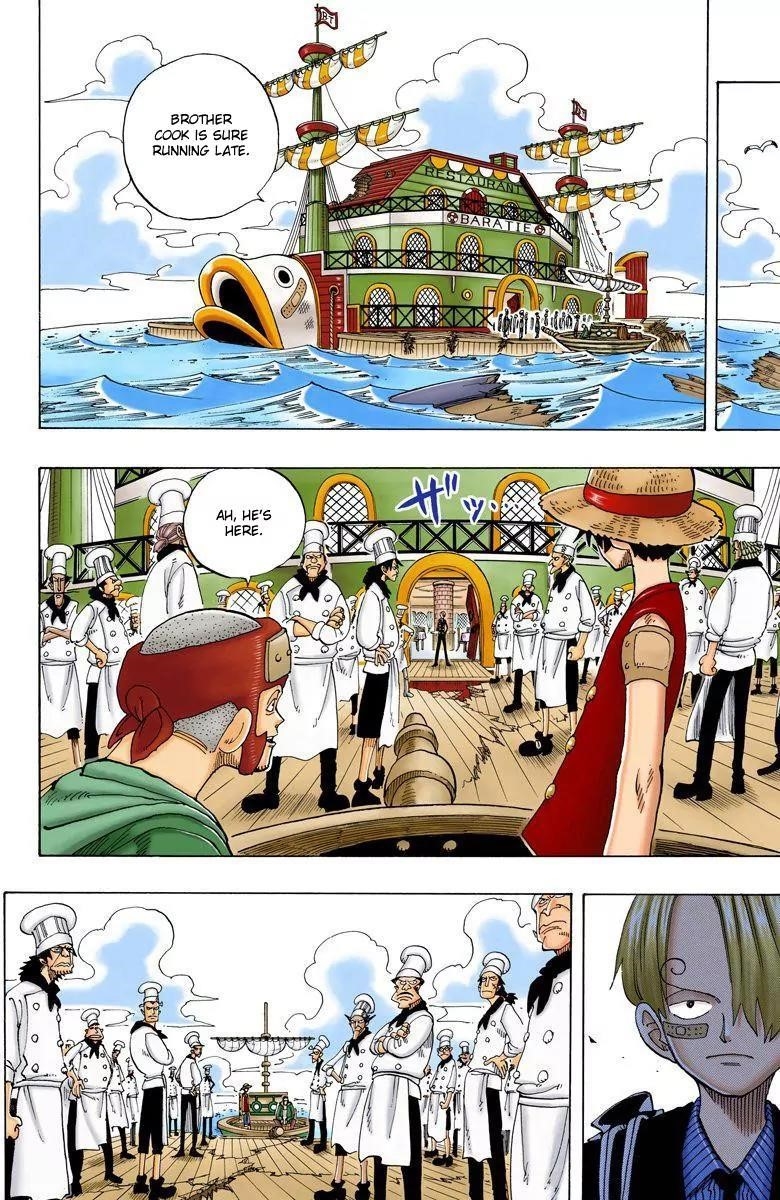 BROTHER
COOK IS SURE
RUNNING LATE.
RESTAURANT
BARATIE
AH, HE'S
HERE.
ザッ…